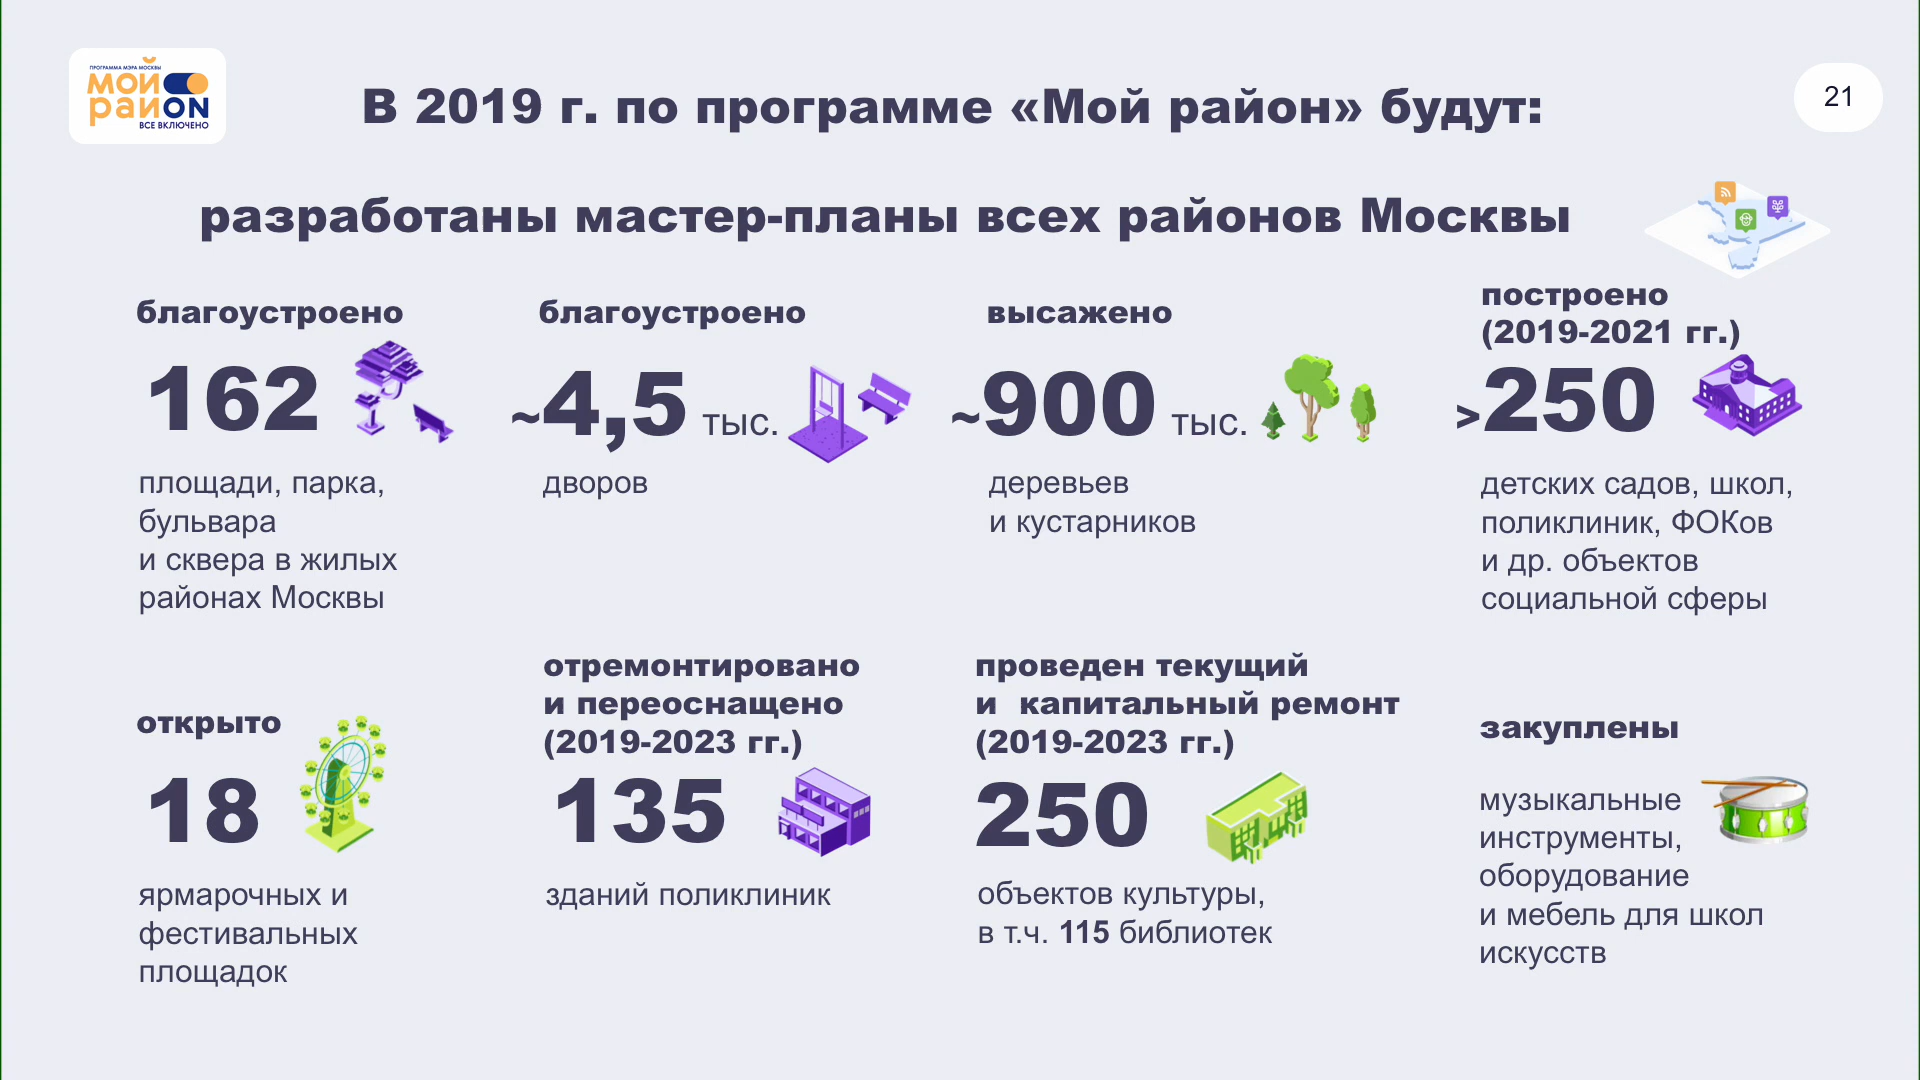 ПРОГРАММА МЭРА МОСКВЫ
МОЙ
РАЙON
ВСЕ ВКЛЮЧЕНО
В 2019 г. по программе «Мой район» будут:
21
разработаны мастер-планы всех районов Москвы
благоустроено
162
площади, парка,
бульвара
и сквера в жилых
районах Москвы
благоустроено
~4,5 тыс.
дворов
высажено
~900 тыс.
деревьев
и кустарников
построено
(2019-2021 гг.)
>250
детских садов, школ,
поликлиник, ФОКов
и др. объектов
социальной сферы
открыто
18
ярмарочных и
фестивальных
площадок
отремонтировано
и переоснащено
(2019-2023 гг.)
135
зданий поликлиник
проведен текущий
и  капитальный ремонт
(2019-2023 гг.)
250
объектов культуры,
в т.ч. 115 библиотек
закуплены
музыкальные
инструменты,
оборудование
и мебель для школ
искусств